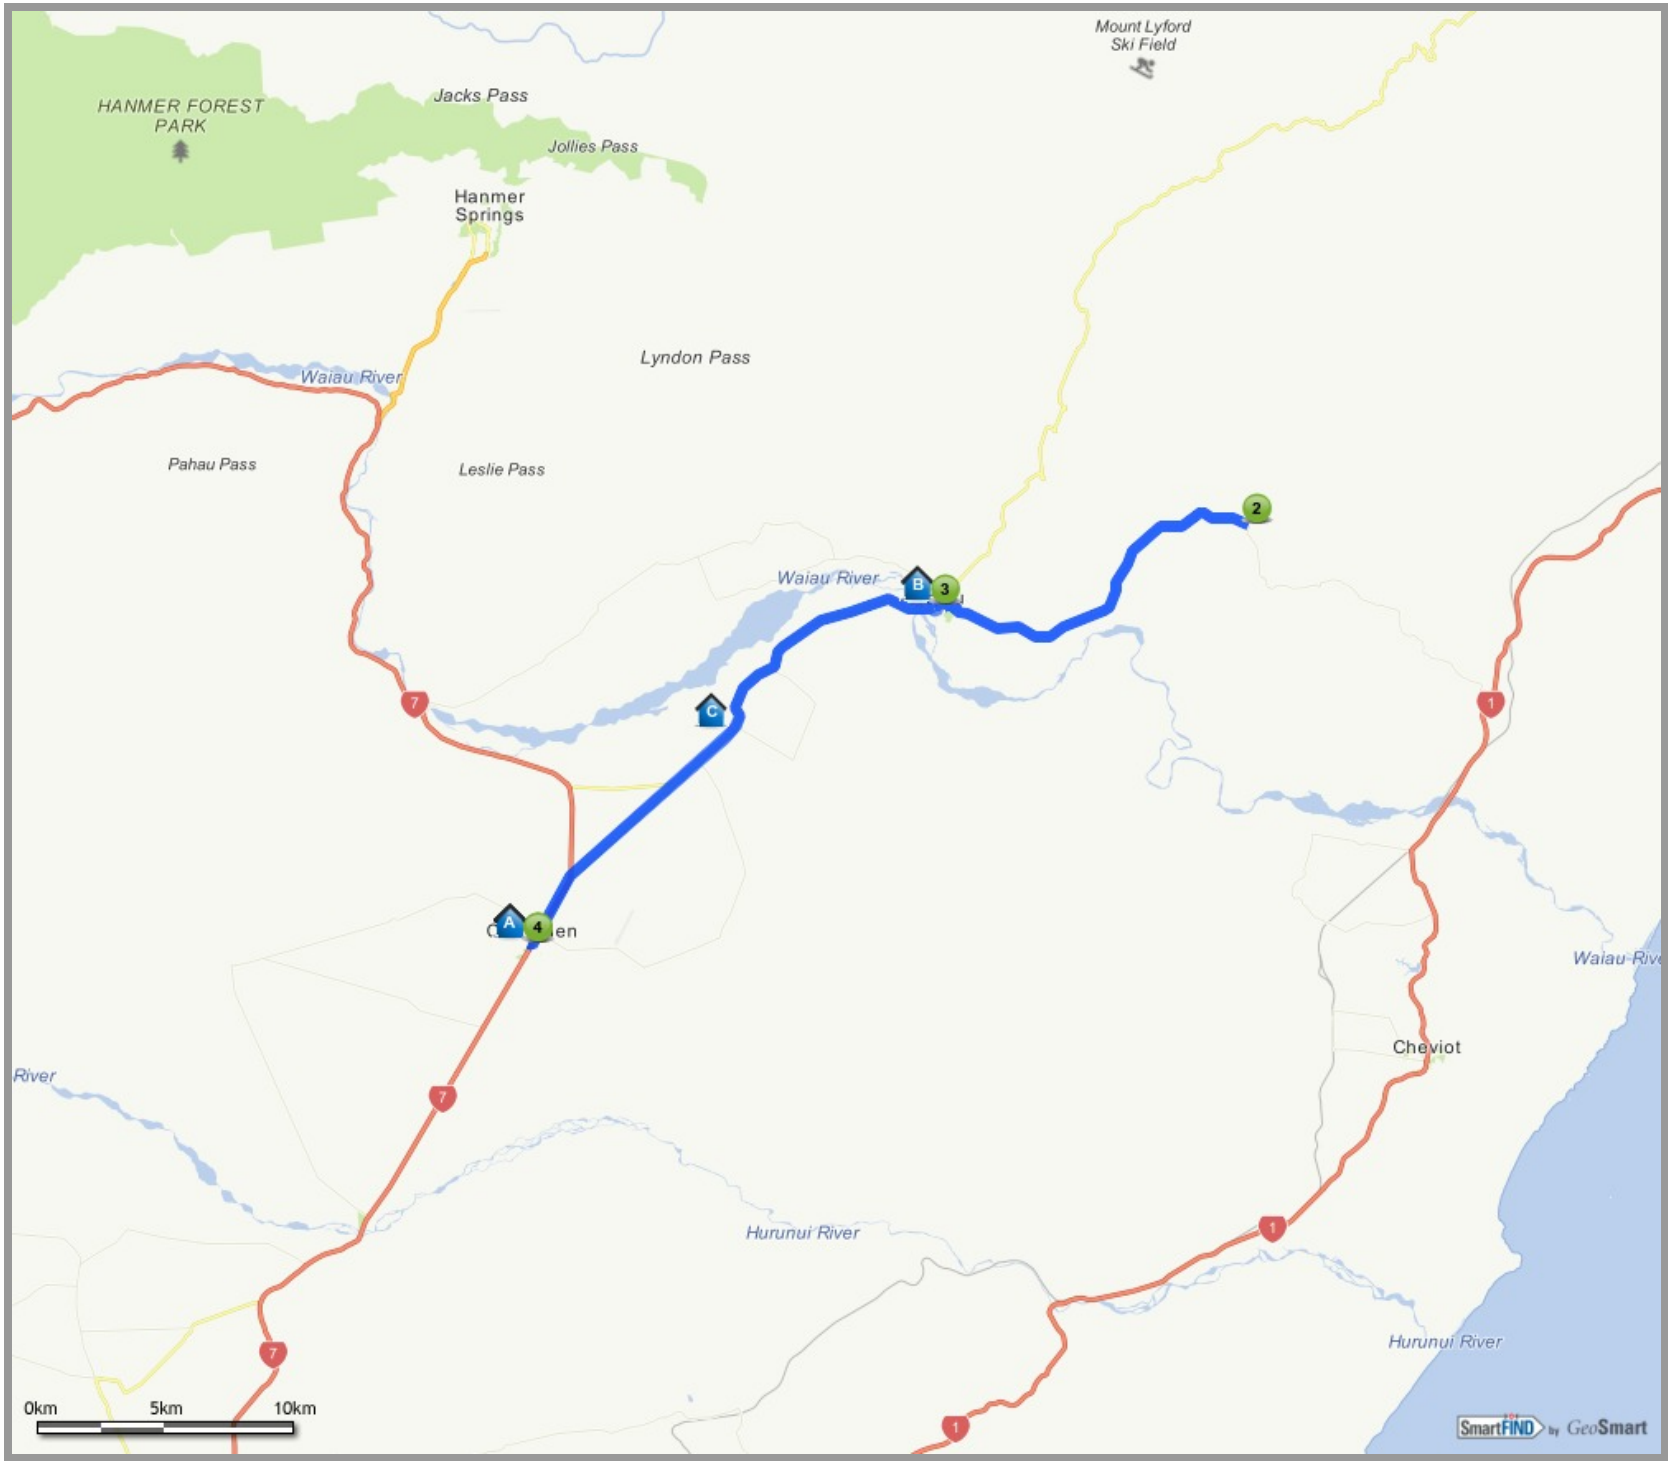 Mount Lyford
Ski Field
HANMER FOREST
PARK
Jacks Pass
Jollies Pass
Hanmer
Springs
Waiau River
Lyndon Pass
Pahau Pass
Leslie Pass
2
Waiau River
B
3
7
C
1
A
4
Waiau Rive
Cheviot
River
7
Hurunui River
1
Hurunui River
7
0km
5km
10km
1
SmartFIND by GeoSmart